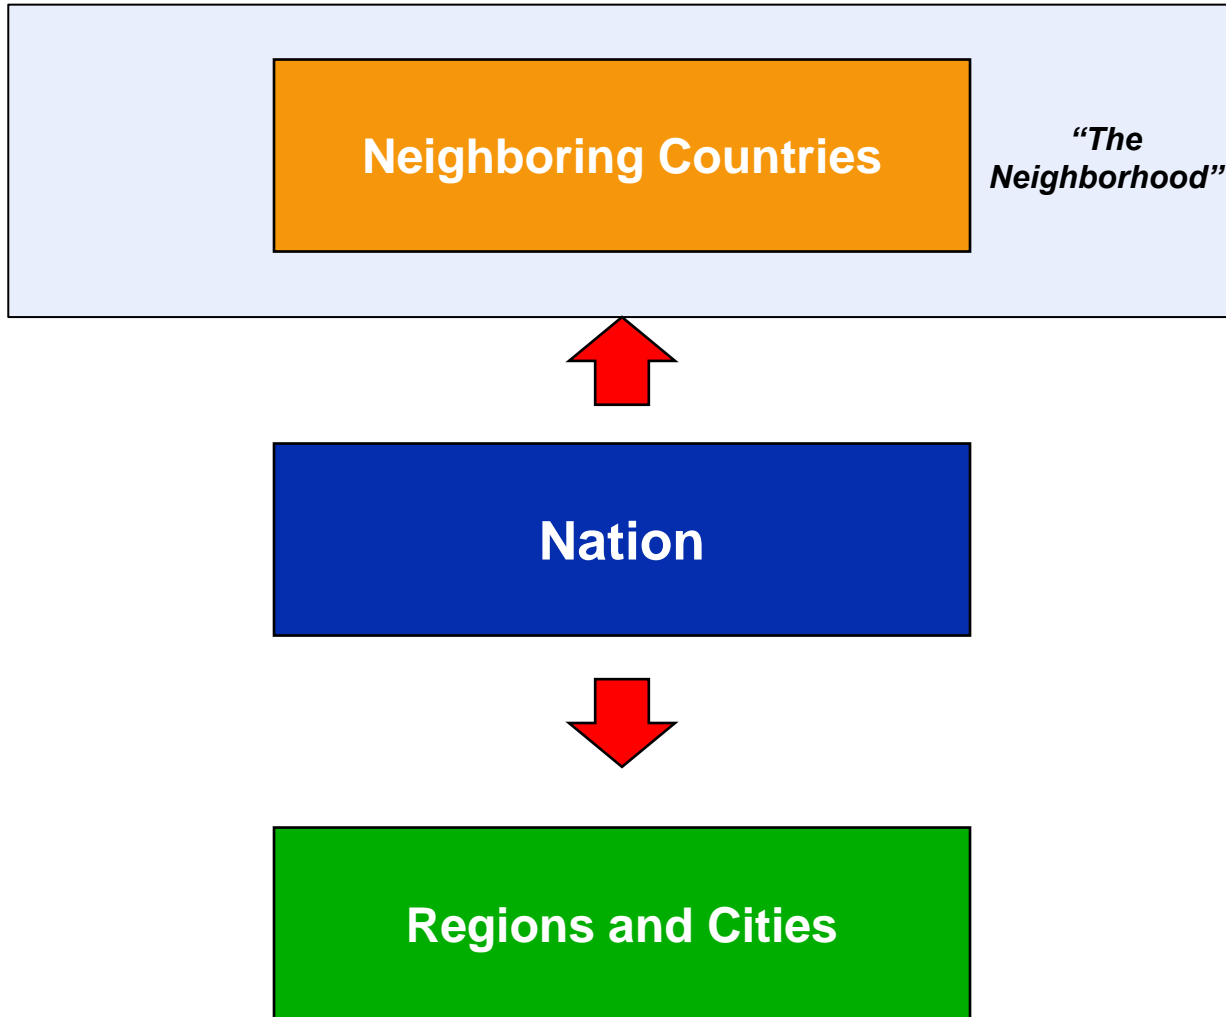 Neighboring Countries
“The
Neighborhood”
Nation
Regions and Cities